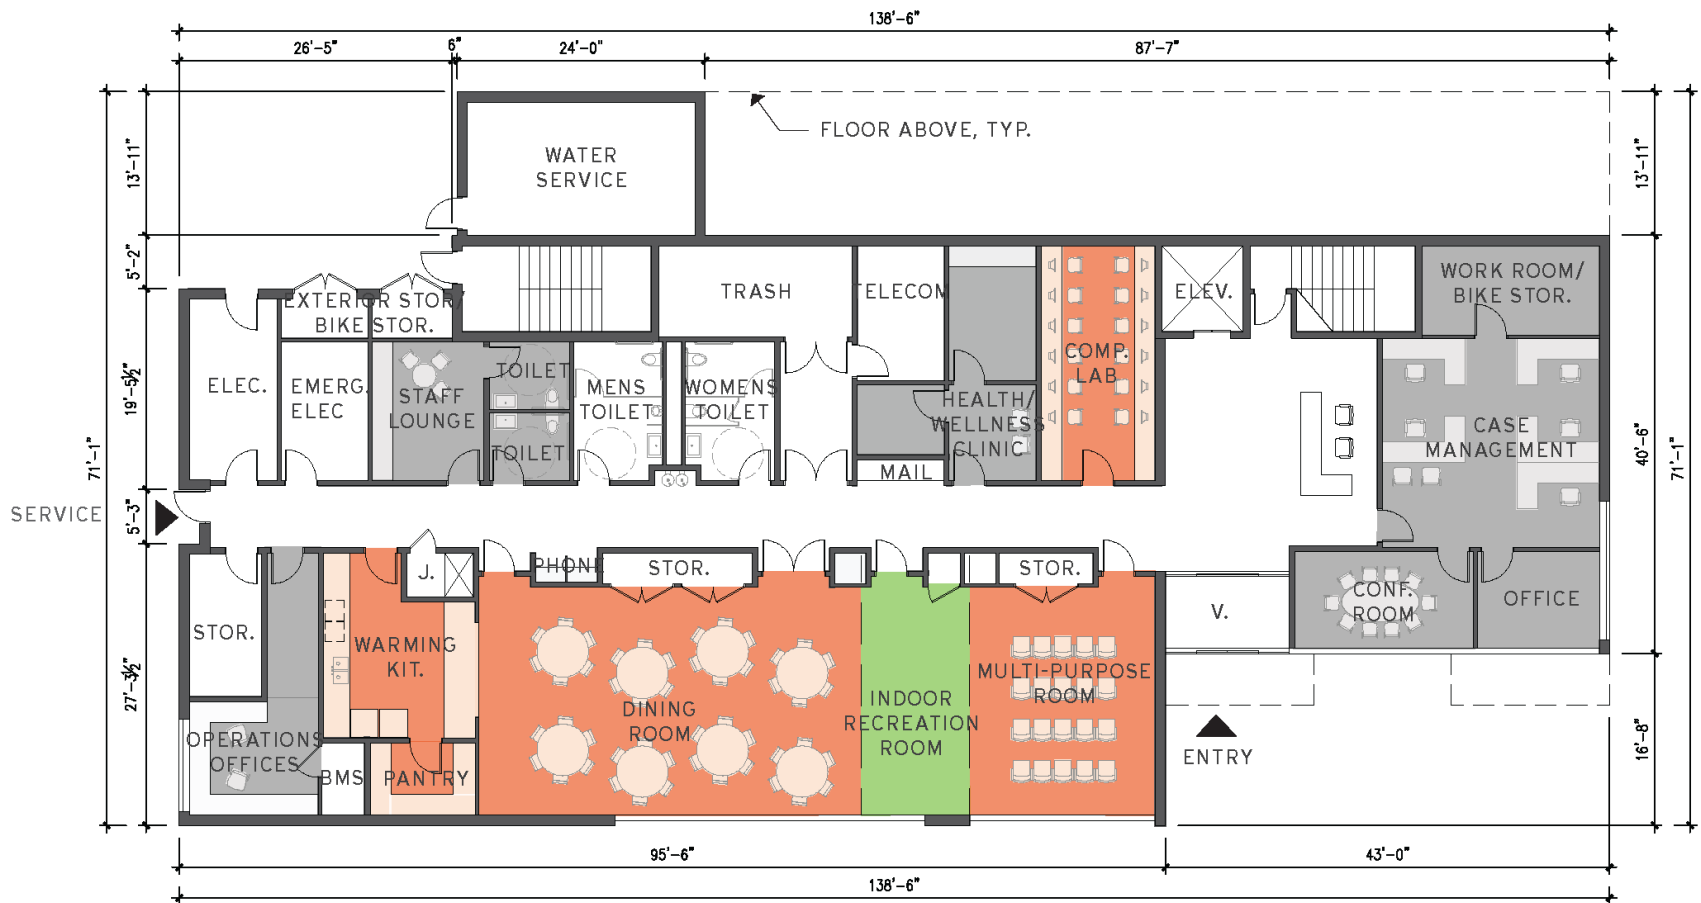 138'-6"
26'-5"
6"
24'-0"
87'-7"
FLOOR ABOVE, TYP.
WATER
SERVICE
13'-11"
13'-11"
5'-2"
19'-5½"
71'-1"
5'-3"
27'-3½"
40'-6"
71'-1"
16'-8"
EXTERIOR STOR/
BIKE STOR.
TRASH
TELECOM
ELEV.
WORK ROOM/
BIKE STOR.
ELEC.
EMERG.
ELEC
STAFF
LOUNGE
TOILET
TOILET
MENS
TOILET
WOMENS
TOILET
HEALTH/
WELLNESS
CLINIC
MAIL
COMP.
LAB
CASE
MANAGEMENT
SERVICE
STOR.
J.
PHONE
STOR.
STOR.
V.
CONF.
ROOM
OFFICE
WARMING
KIT.
DINING
ROOM
INDOOR
RECREATION
ROOM
MULTI-PURPOSE
ROOM
OPERATIONS
OFFICES
BMS
PANTRY
ENTRY
95'-6"
43'-0"
138'-6"